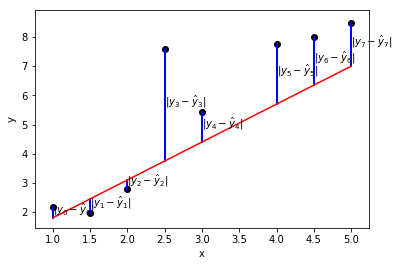 8
7
6
5
4
3
2
y
|y₀ − ŷ
|y₁ − ŷ₁|
|y₂ − ŷ₂|
|y₃ − ŷ₃|
|y₄ − ŷ₄|
|y₅ − ŷ₅|
|y₆ − ŷ₆|
|y₇ − ŷ₇|
1.0 1.5 2.0 2.5 3.0 3.5 4.0 4.5 5.0
x